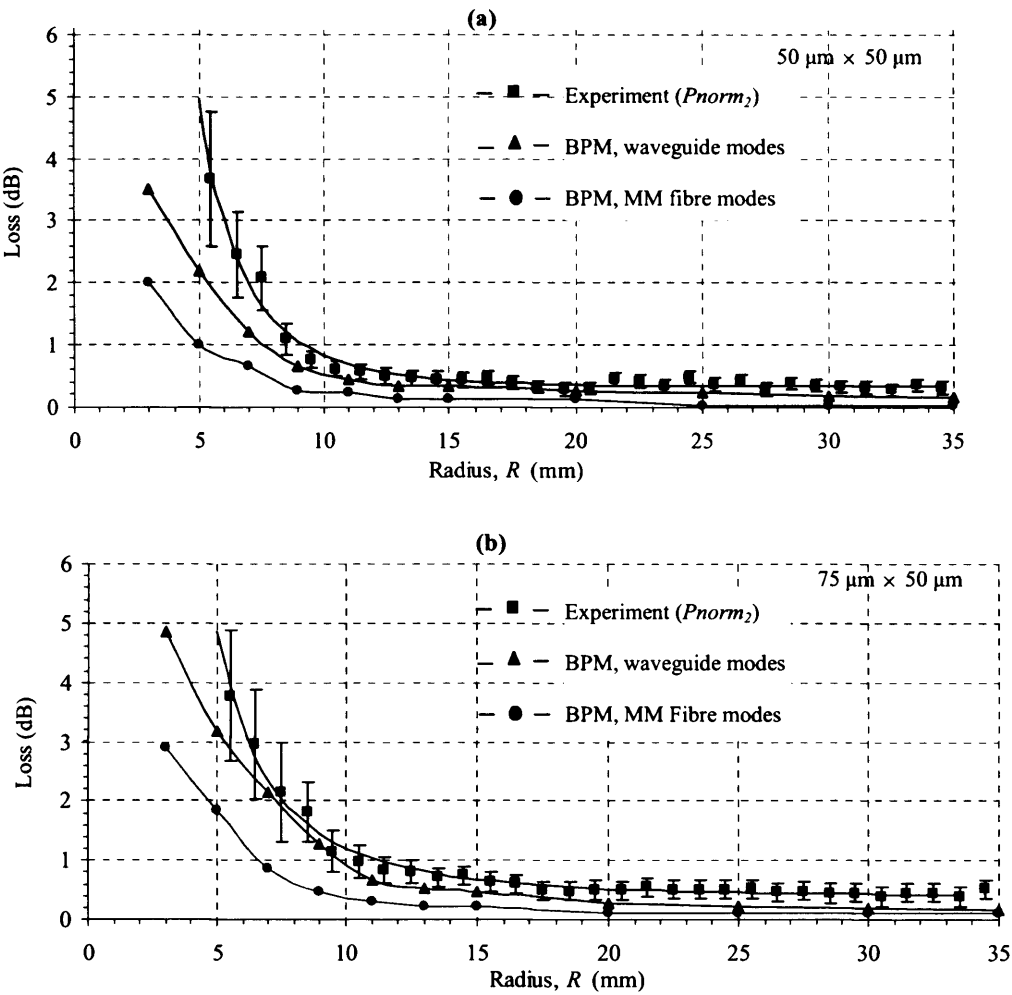 (a)
6
5
4
3
2
1
0
Loss (dB)
50 µm × 50 µm
Experiment (Pnorm₂)
BPM, waveguide modes
BPM, MM fibre modes
0 5 10 15 20 25 30 35
Radius, R (mm)
(b)
6
5
4
3
2
1
0
Loss (dB)
75 µm × 50 µm
Experiment (Pnorm₂)
BPM, waveguide modes
BPM, MM Fibre modes
0 5 10 15 20 25 30 35
Radius, R (mm)